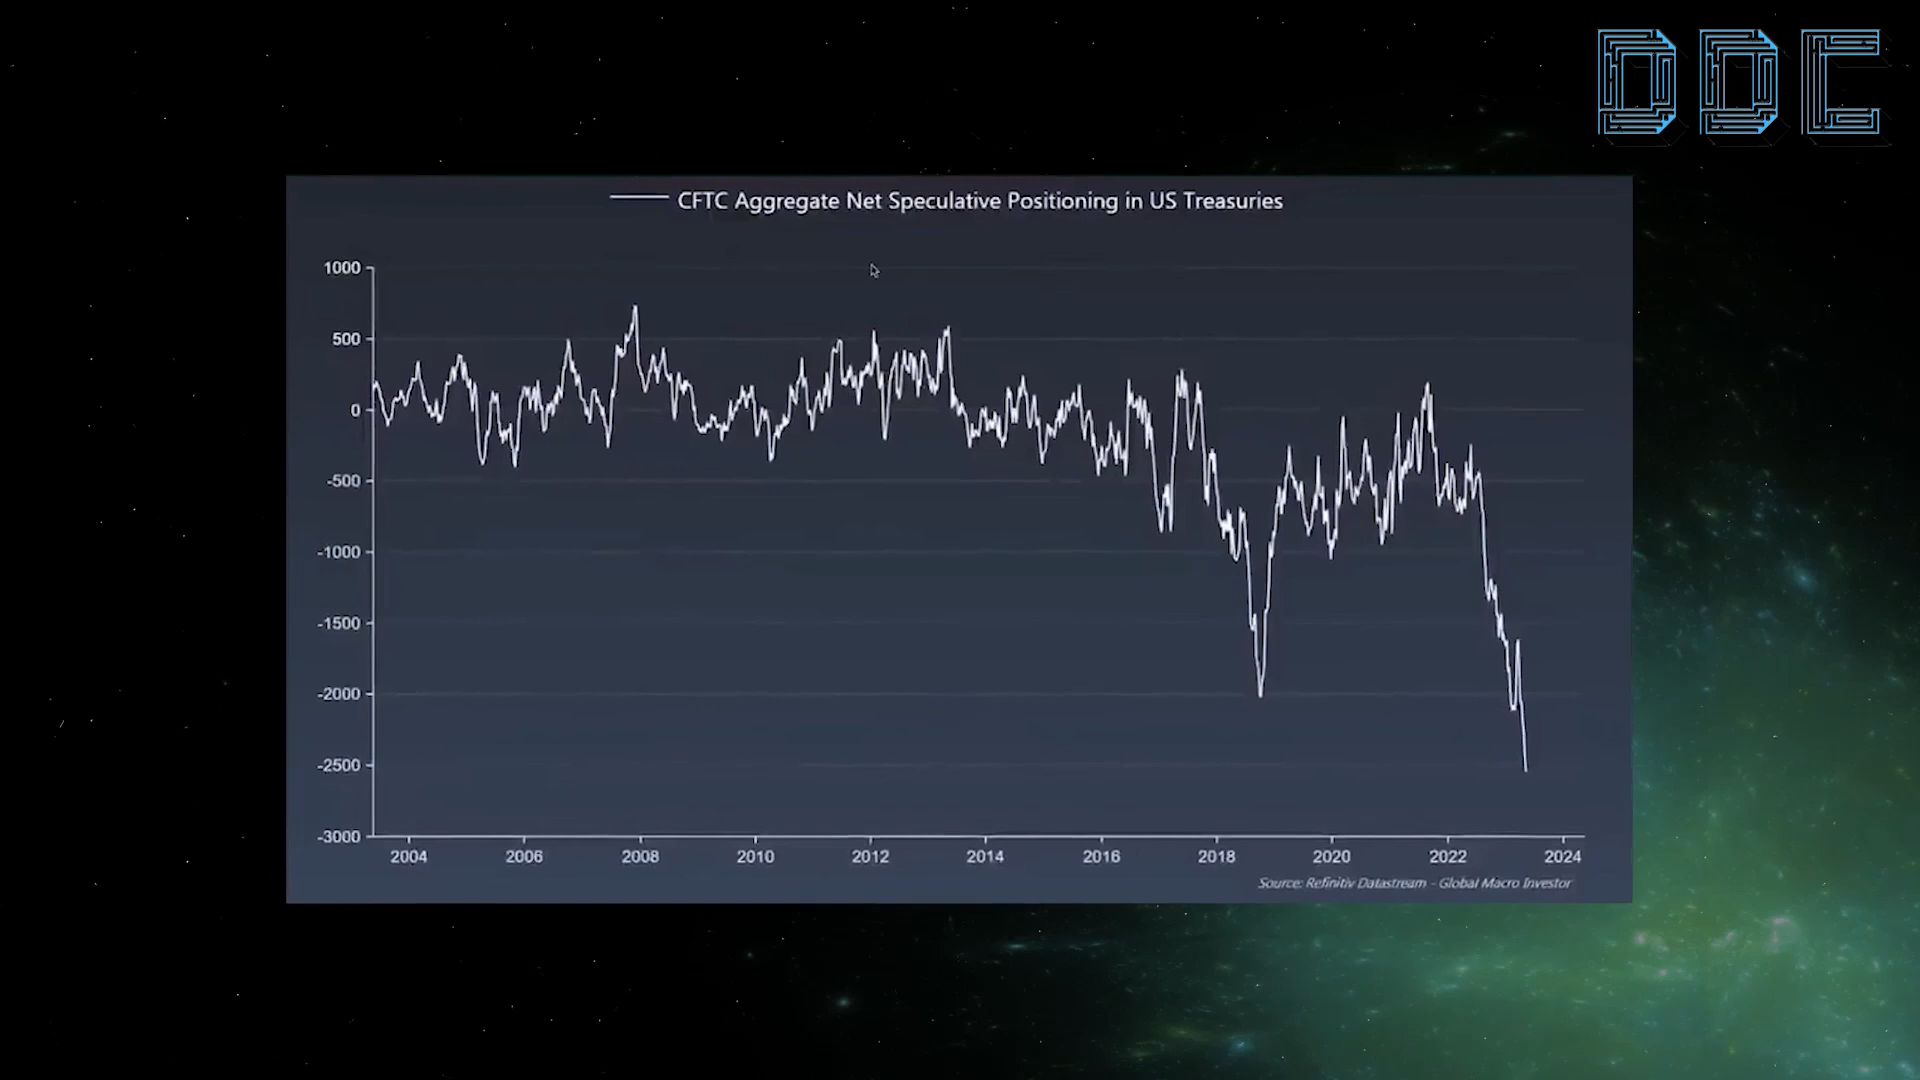 DDC
CFTC Aggregate Net Speculative Positioning in US Treasuries
1000
500
0
-500
-1000
-1500
-2000
-2500
-3000
2004 2006 2008 2010 2012 2014 2016 2018 2020 2022 2024
Source: Refinitiv Datastream - Global Macro Investor